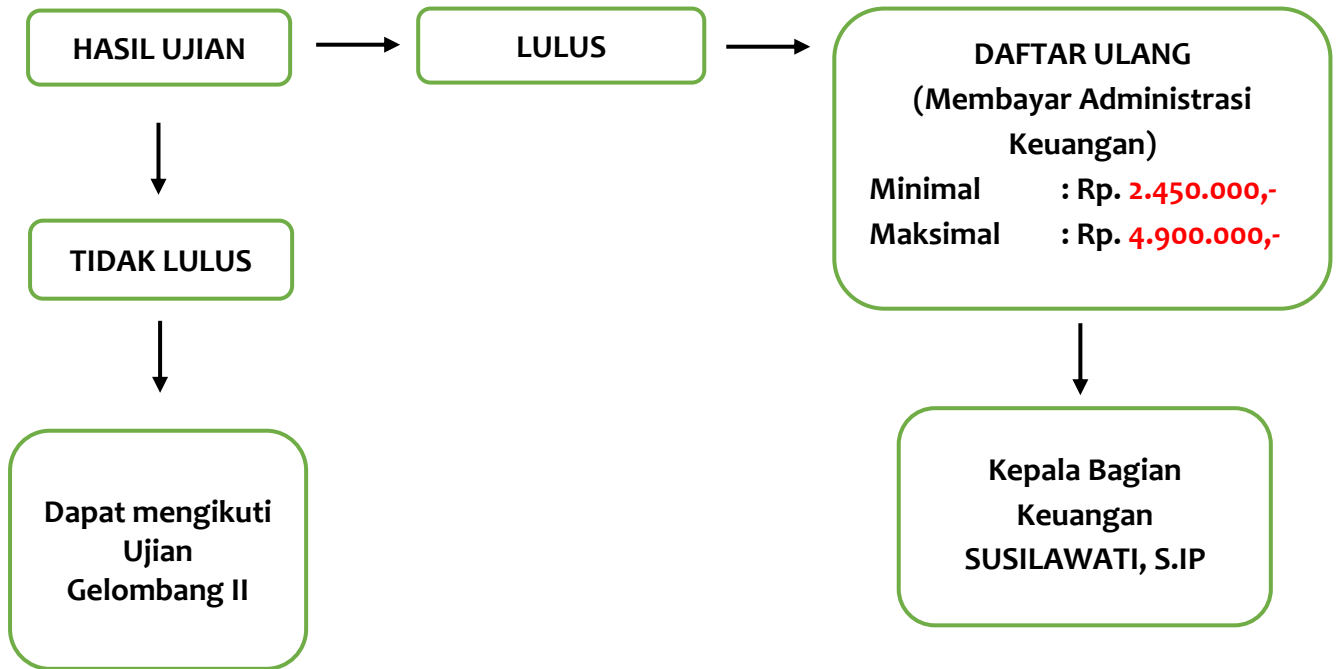 HASIL UJIAN
LULUS
DAFTAR ULANG
(Membayar Administrasi
Keuangan)
Minimal : Rp. 2.450.000,-
Maksimal : Rp. 4.900.000,-
TIDAK LULUS
Dapat mengikuti
Ujian
Gelombang II
Kepala Bagian
Keuangan
SUSILAWATI, S.IP